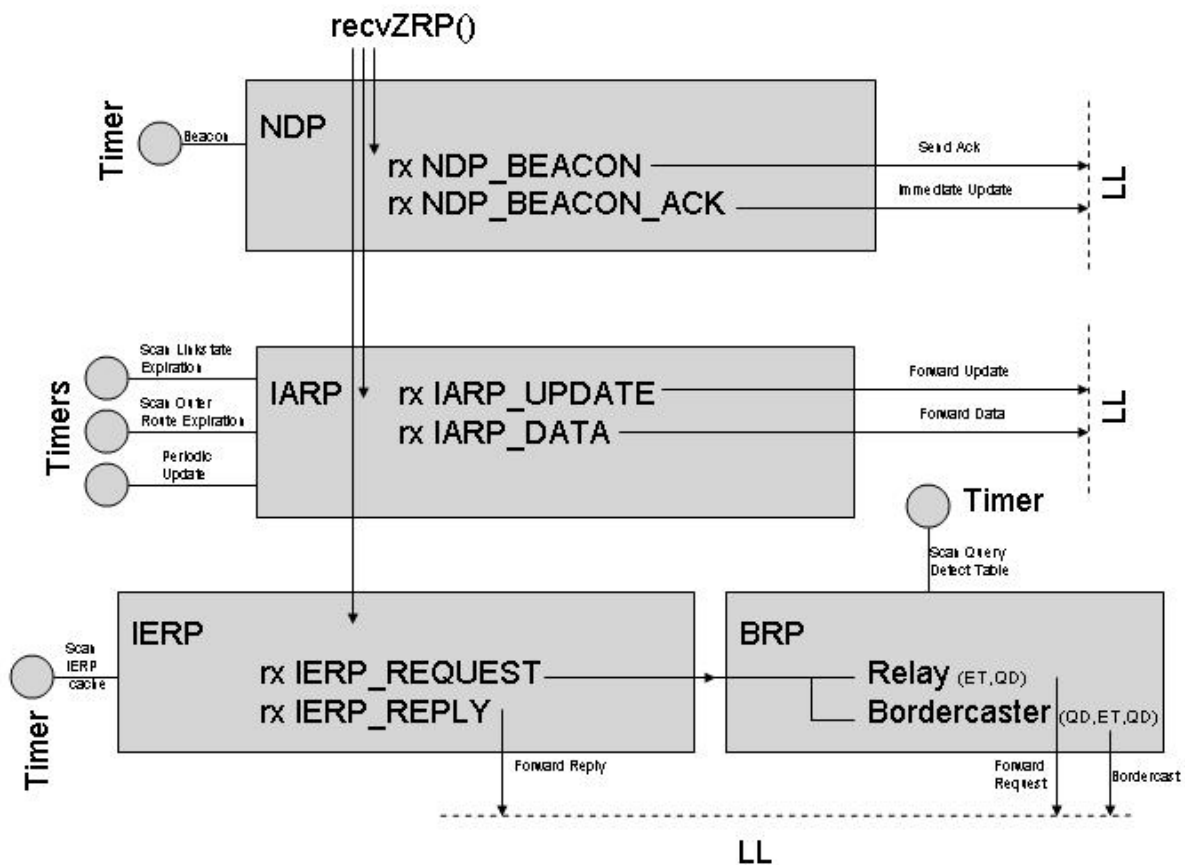 recvZRP()
Timer
Beacon
NDP
rx NDP_BEACON
Send Ack
rx NDP_BEACON_ACK
Immediate Update
LL
Timers
Scan Linkstate
Expiration
Scan Outer
Route Expiration
Periodic
Update
IARP
rx IARP_UPDATE
Forward Update
rx IARP_DATA
Forward Data
LL
Timer
Scan Query
Detect Table
Timer
Scan
IERP
cache
IERP
rx IERP_REQUEST
rx IERP_REPLY
Forward Reply
BRP
Relay (ET,QD)
Bordercaster (QD,ET,QD)
Forward
Request
Bordercast
LL